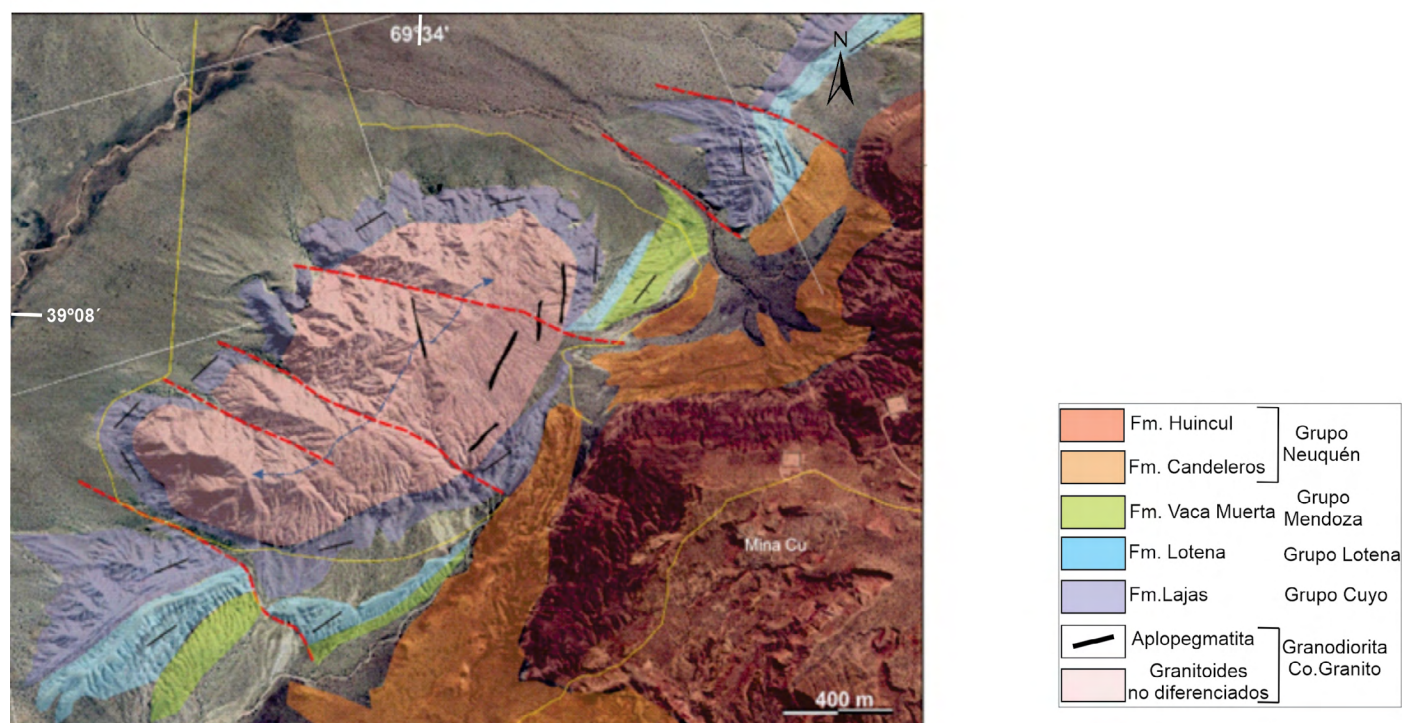 69°34'
N
39°08´
Mina Cu
400 m
Fm. Huincul
Fm. Candeleros
Grupo
Neuquén
Fm. Vaca Muerta
Grupo
Mendoza
Fm. Lotena
Grupo Lotena
Fm.Lajas
Grupo Cuyo
Aplopegmatita
Granitoides
no diferenciados
Granodiorita
Co.Granito